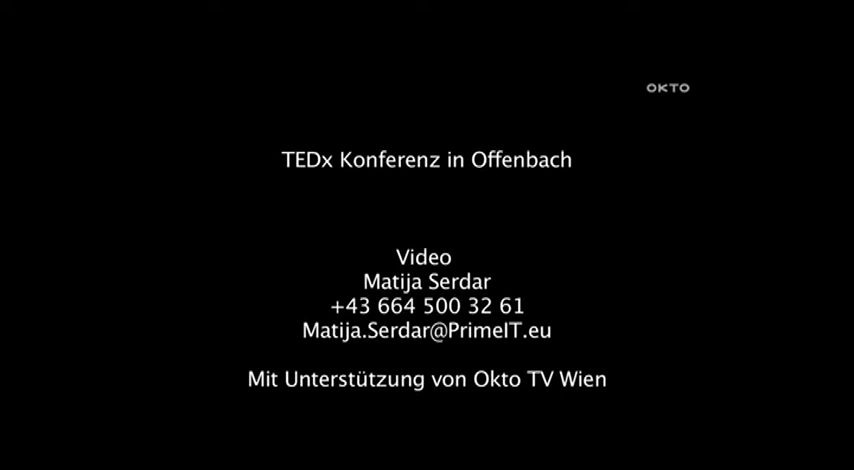 OKTO
TEDx Konferenz in Offenbach
Video
Matija Serdar
+43 664 500 32 61
Matija.Serdar@PrimeIT.eu
Mit Unterstützung von Okto TV Wien